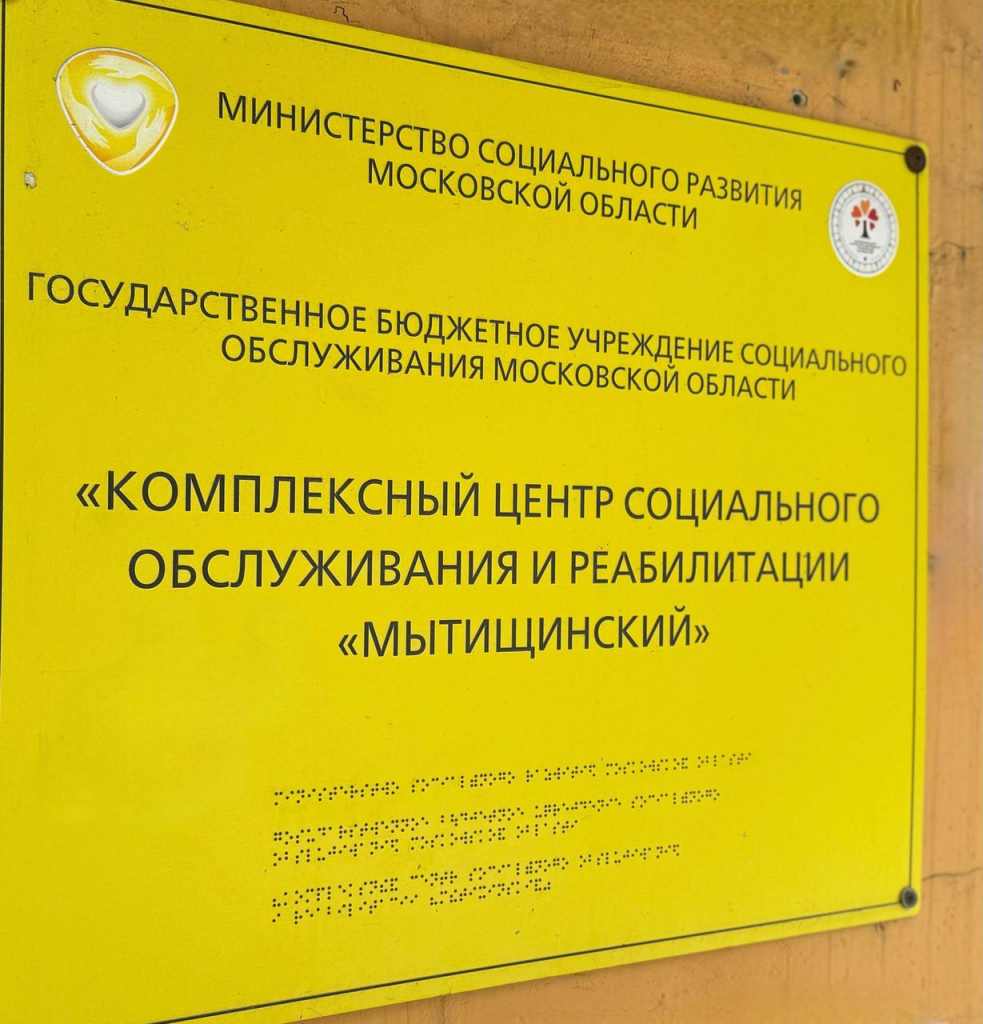 МИНИСТЕРСТВО СОЦИАЛЬНОГО РАЗВИТИЯ
МОСКОВСКОЙ ОБЛАСТИ
ГОСУДАРСТВЕННОЕ БЮДЖЕТНОЕ УЧРЕЖДЕНИЕ СОЦИАЛЬНОГО
ОБСЛУЖИВАНИЯ МОСКОВСКОЙ ОБЛАСТИ
«КОМПЛЕКСНЫЙ ЦЕНТР СОЦИАЛЬНОГО
ОБСЛУЖИВАНИЯ И РЕАБИЛИТАЦИИ
«МЫТИЩИНСКИЙ»